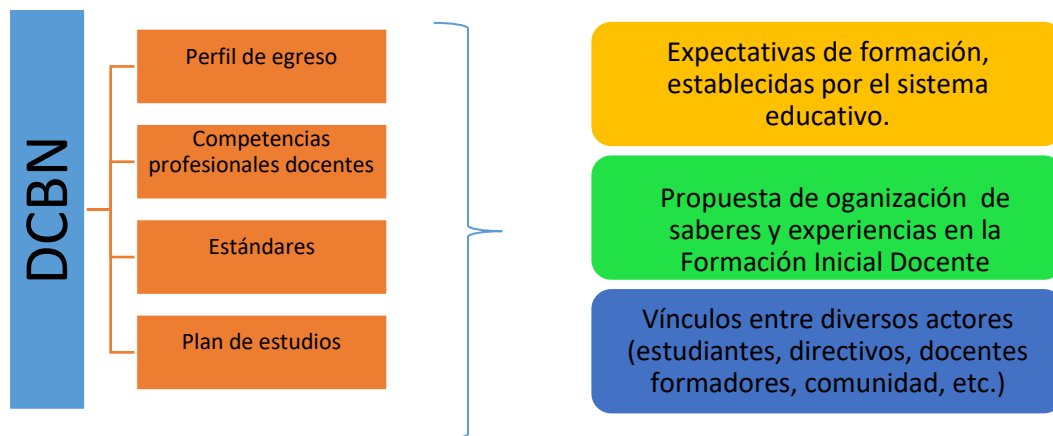 DCBN
Perfil de egreso
Competencias
profesionales docentes
Estándares
Plan de estudios
Expectativas de formación,
establecidas por el sistema
educativo.
Propuesta de oganización de
saberes y experiencias en la
Formación Inicial Docente
Vínculos entre diversos actores
(estudiantes, directivos, docentes
formadores, comunidad, etc.)